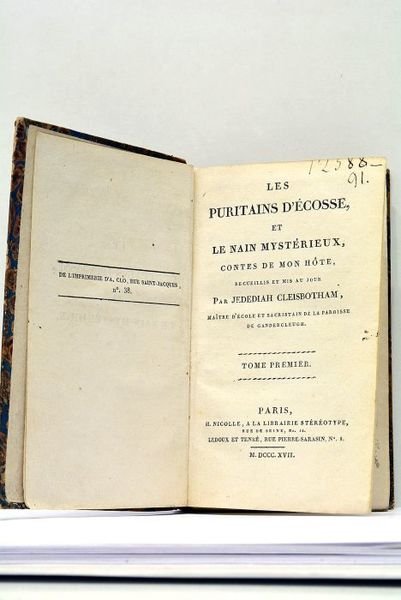 DE L'IMPRIMERIE D'A. CLO, RUE SAINT-JACQUES,
n°. 38.
12588-
91.
LES
PURITAINS D'ÉCOSSE,
ET
LE NAIN MYSTÉRIEUX,
CONTES DE MON HÔTE,
RECUEILLIS ET MIS AU JOUR
PAR JEDEDIAH CLEISBOTHAM,
MAÎTRE D'ÉCOLE ET SACRISTAIN DE LA PAROISSE
DE GANDERCLEUGH.
TOME PREMIER.
PARIS,
H. NICOLLE, A LA LIBRAIRIE STÉRÉOTYPE,
RUE DE SEINE, No. 12.
LEDOUX ET TENRÉ, RUE PIERRE-SARASIN, N°. 8.
M. DCCC. XVII.